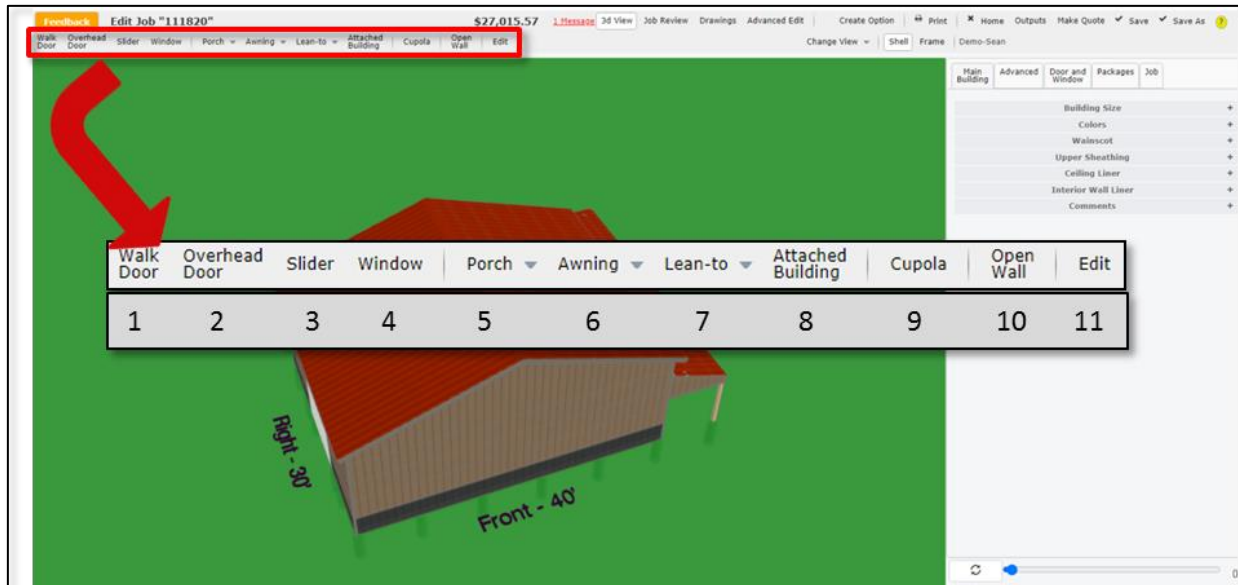 Feedback Edit Job "111820" $27,015.57 1 Message 3d View Job Review Drawings Advanced Edit Create Option Print Home Outputs Make Quote Save Save As ?
Walk Door Overhead Door Slider Window Porch Awning Lean-to Attached Building Cupola Open Wall Edit Change View Shell Frame Demo-Sean
Main Building Advanced Door and Window Packages Job
Building Size +
Colors +
Wainscot +
Upper Sheathing +
Ceiling Liner +
Interior Wall Liner +
Comments +
Walk Door Overhead Door Slider Window Porch Awning Lean-to Attached Building Cupola Open Wall Edit
1 2 3 4 5 6 7 8 9 10 11
Right - 30'
Front - 40'
0